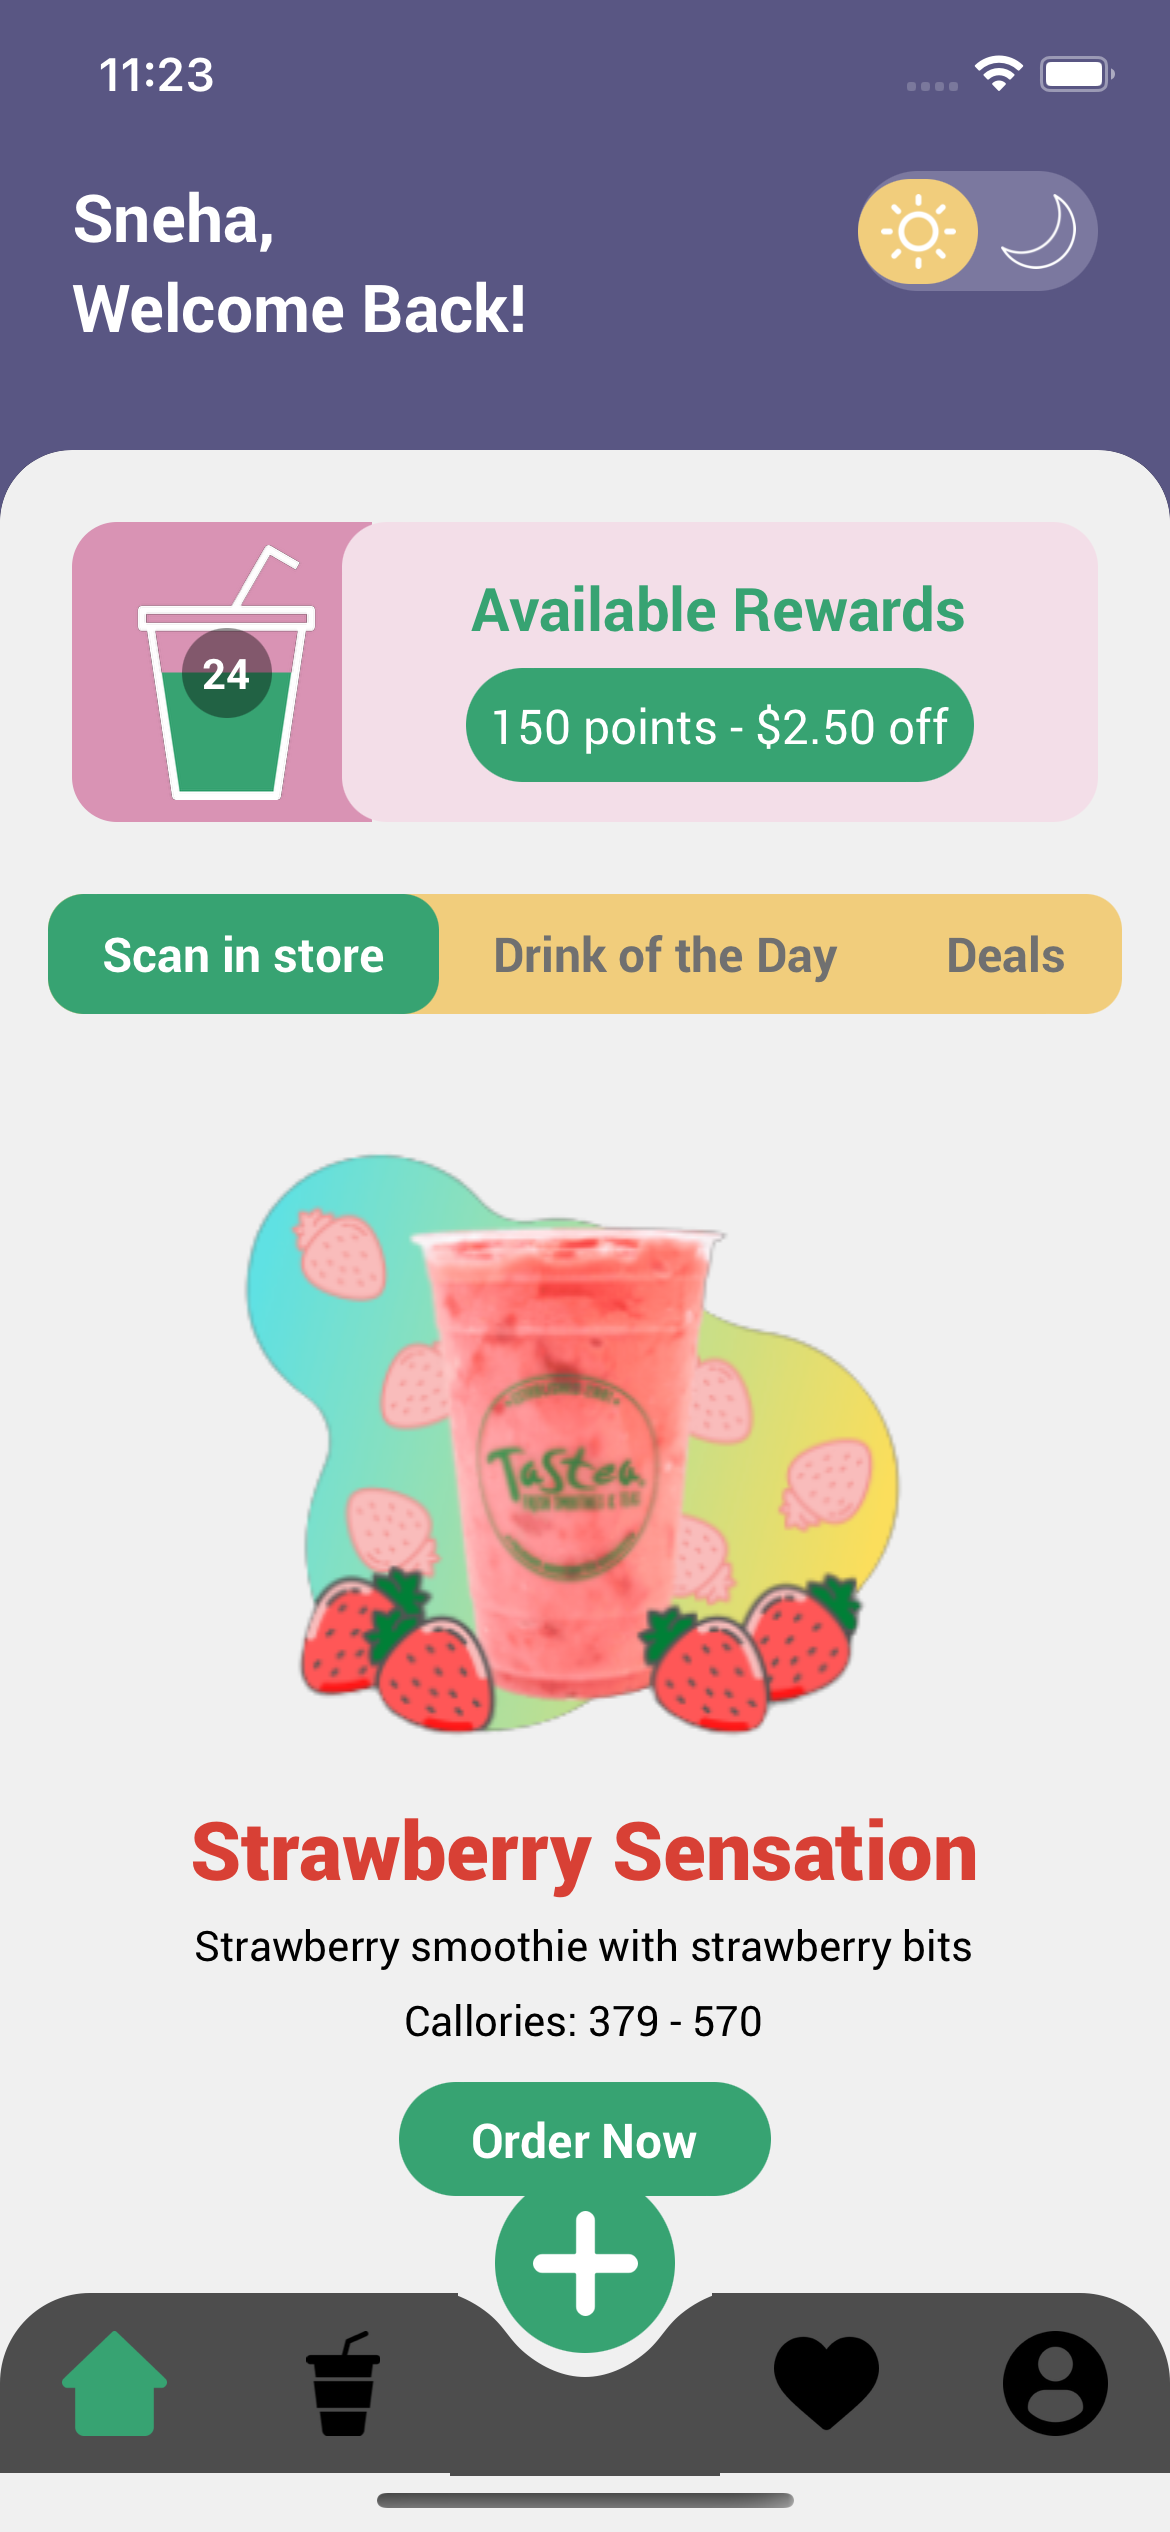 11:23
Sneha,
Welcome Back!
24
Available Rewards
150 points - $2.50 off
Scan in store
Drink of the Day
Deals
Tastea
Strawberry Sensation
Strawberry smoothie with strawberry bits
Callories: 379 - 570
Order Now